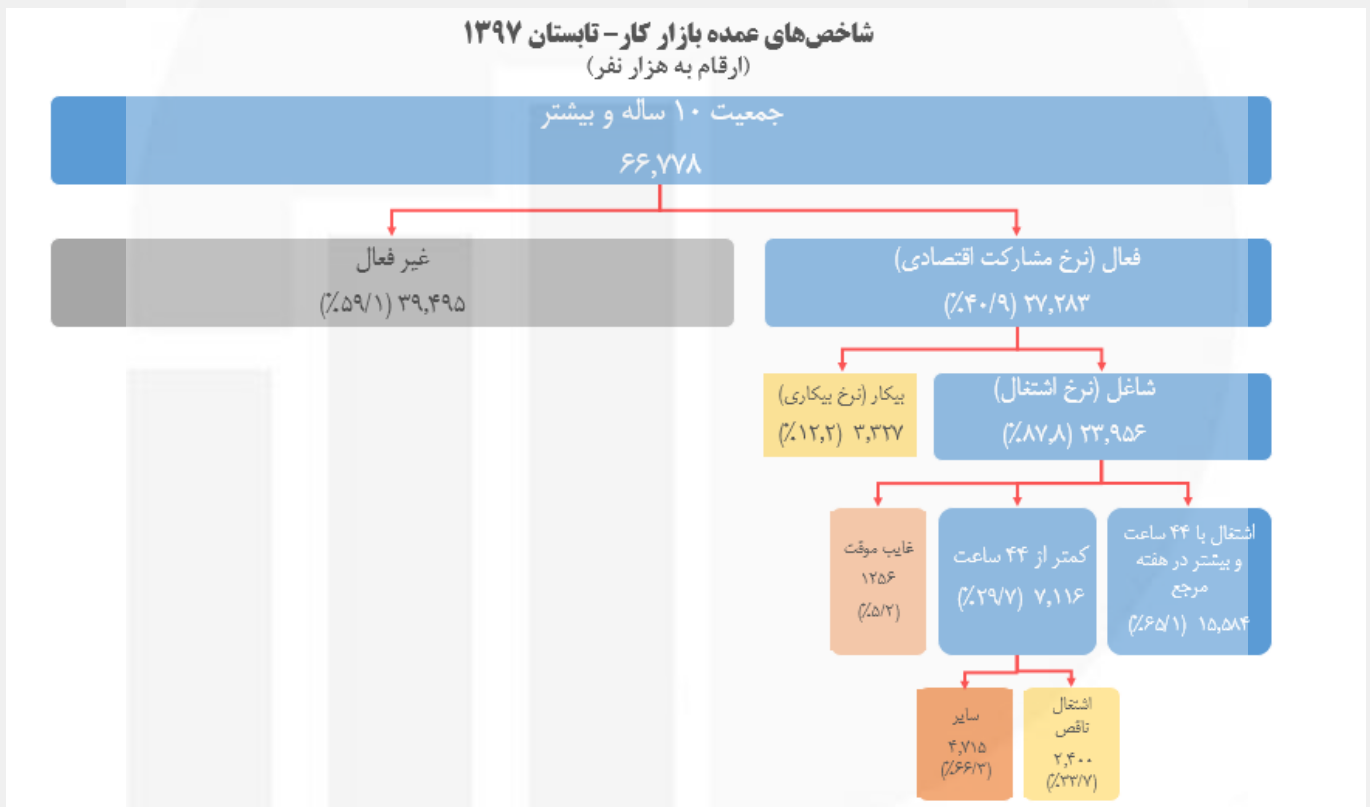 شاخص‌های عمده بازار کار - تابستان ۱۳۹۷
(ارقام به هزار نفر)
جمعیت ۱۰ ساله و بیشتر
۶۶,۷۷۸
فعال (نرخ مشارکت اقتصادی)
۲۷,۲۸۳ (۴۰/۹٪)
غیر فعال
۳۹,۴۹۵ (۵۹/۱٪)
شاغل (نرخ اشتغال)
۲۳,۹۵۶ (۸۷,۸٪)
بیکار (نرخ بیکاری)
۳,۳۲۷ (۱۲,۲٪)
اشتغال با ۴۴ ساعت
و بیشتر در هفته
مرجع
۱۵,۵۸۴ (۶۵/۱٪)
کمتر از ۴۴ ساعت
۷,۱۱۶ (۲۹/۷٪)
غایب موقت
۱۲۵۶
(۵/۲٪)
اشتغال
ناقص
۲,۴۰۰
(۳۳/۷٪)
سایر
۴,۷۱۵
(۶۶/۳٪)